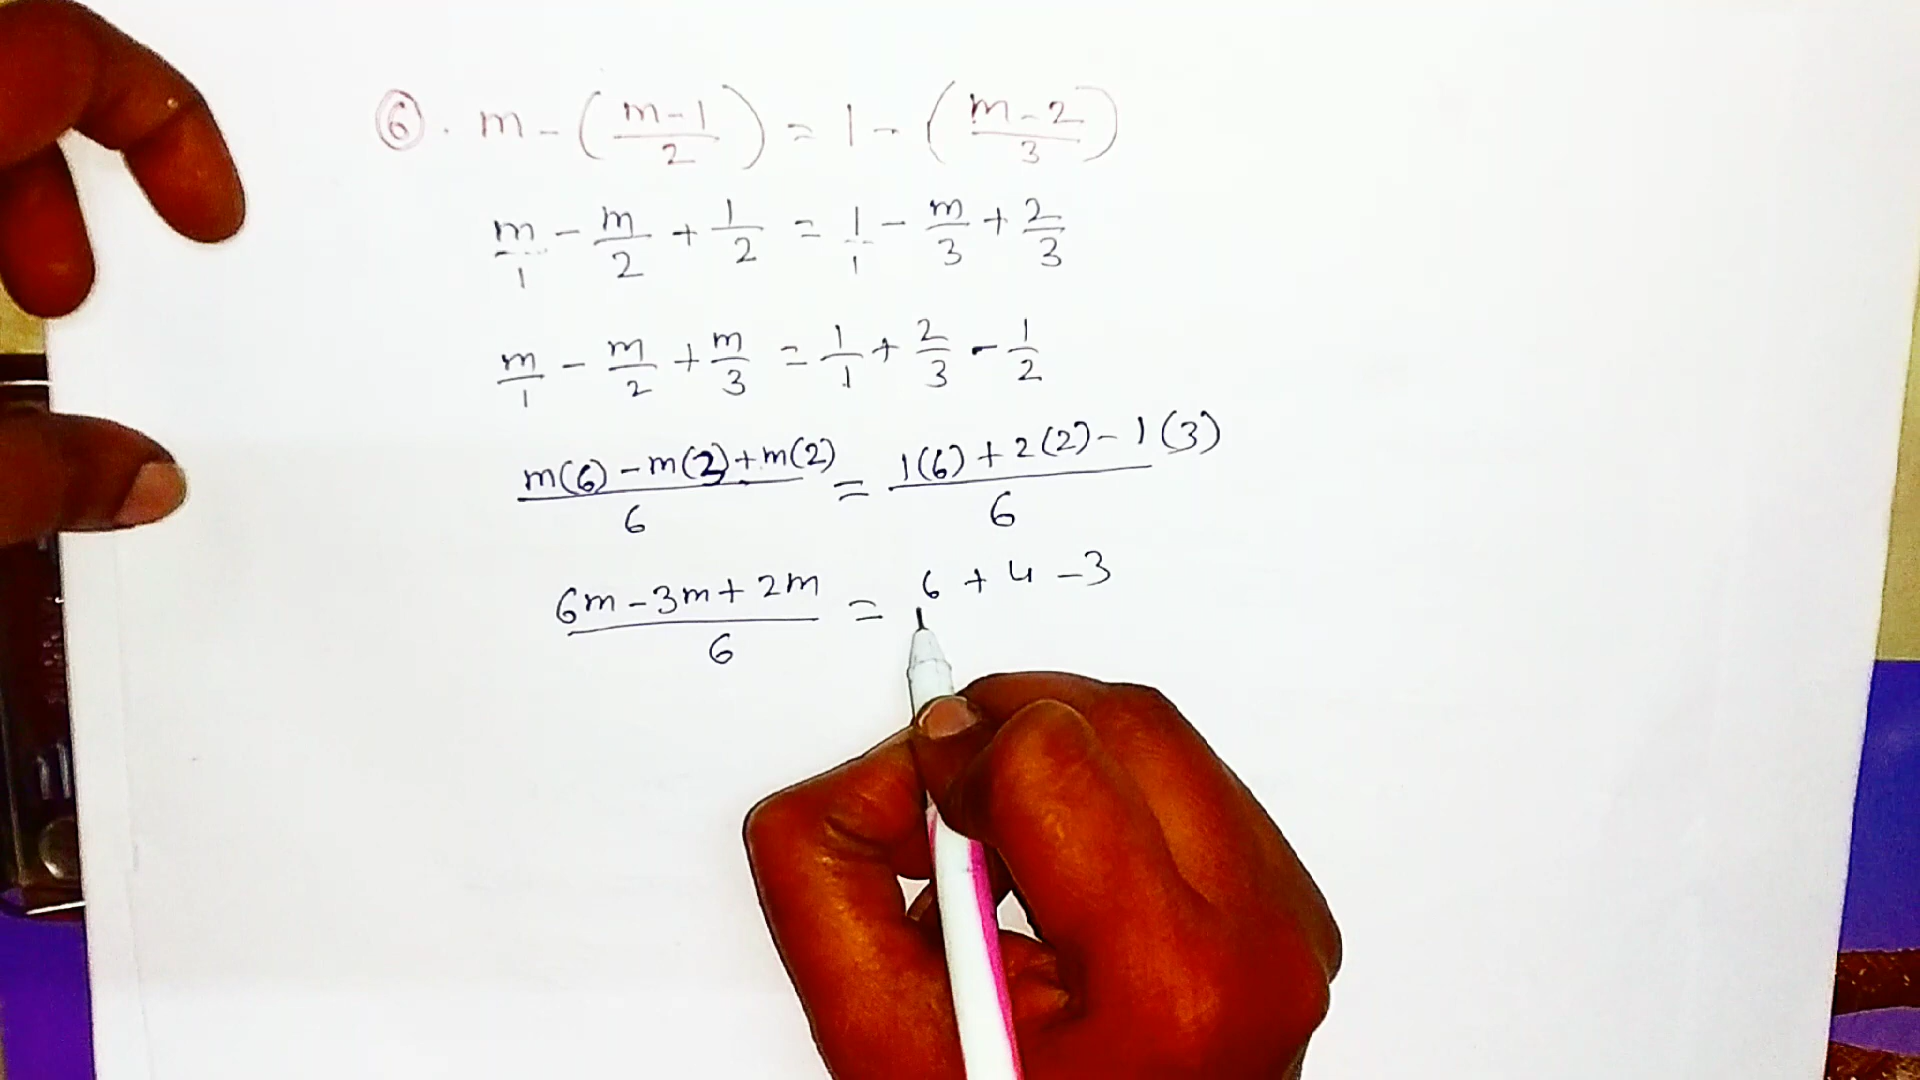 ⑥. m - (m-1/2) = 1 - (m-2/3)
m/1 - m/2 + 1/2 = 1/1 - m/3 + 2/3
m/1 - m/2 + m/3 = 1/1 + 2/3 - 1/2
m(6) - m(3) + m(2)/6 = 1(6) + 2(2) - 1(3)/6
6m - 3m + 2m/6 = 6 + 4 - 3